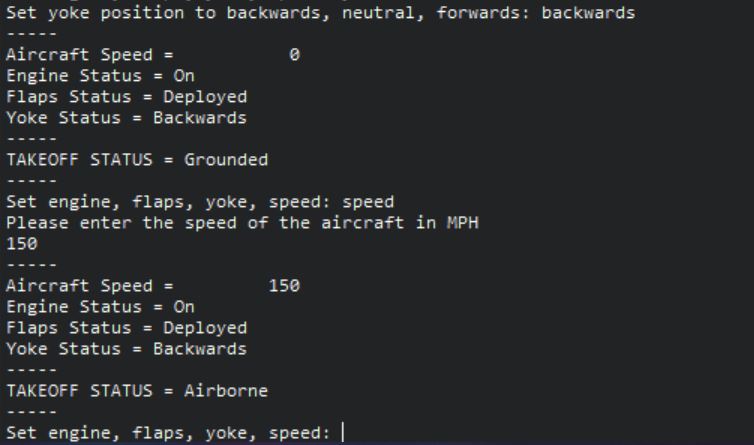 Set yoke position to backwards, neutral, forwards: backwards
-----
Aircraft Speed =           0
Engine Status = On
Flaps Status = Deployed
Yoke Status = Backwards
-----
TAKEOFF STATUS = Grounded
-----
Set engine, flaps, yoke, speed: speed
Please enter the speed of the aircraft in MPH
150
-----
Aircraft Speed =         150
Engine Status = On
Flaps Status = Deployed
Yoke Status = Backwards
-----
TAKEOFF STATUS = Airborne
-----
Set engine, flaps, yoke, speed: